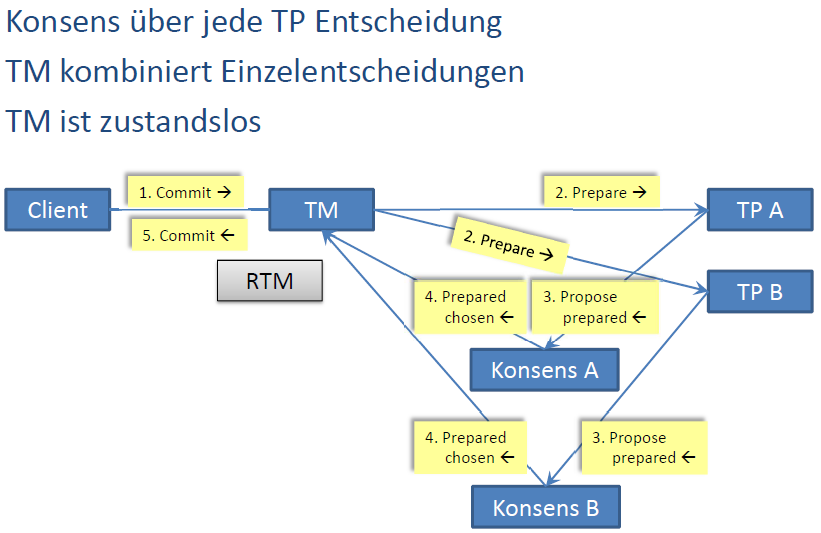 Konsens über jede TP Entscheidung
TM kombiniert Einzelentscheidungen
TM ist zustandslos
1. Commit →
2. Prepare →
Client
TM
TP A
5. Commit ←
2. Prepare →
RTM
TP B
4. Prepared
chosen ←
3. Propose
prepared ←
Konsens A
4. Prepared
chosen ←
3. Propose
prepared ←
Konsens B